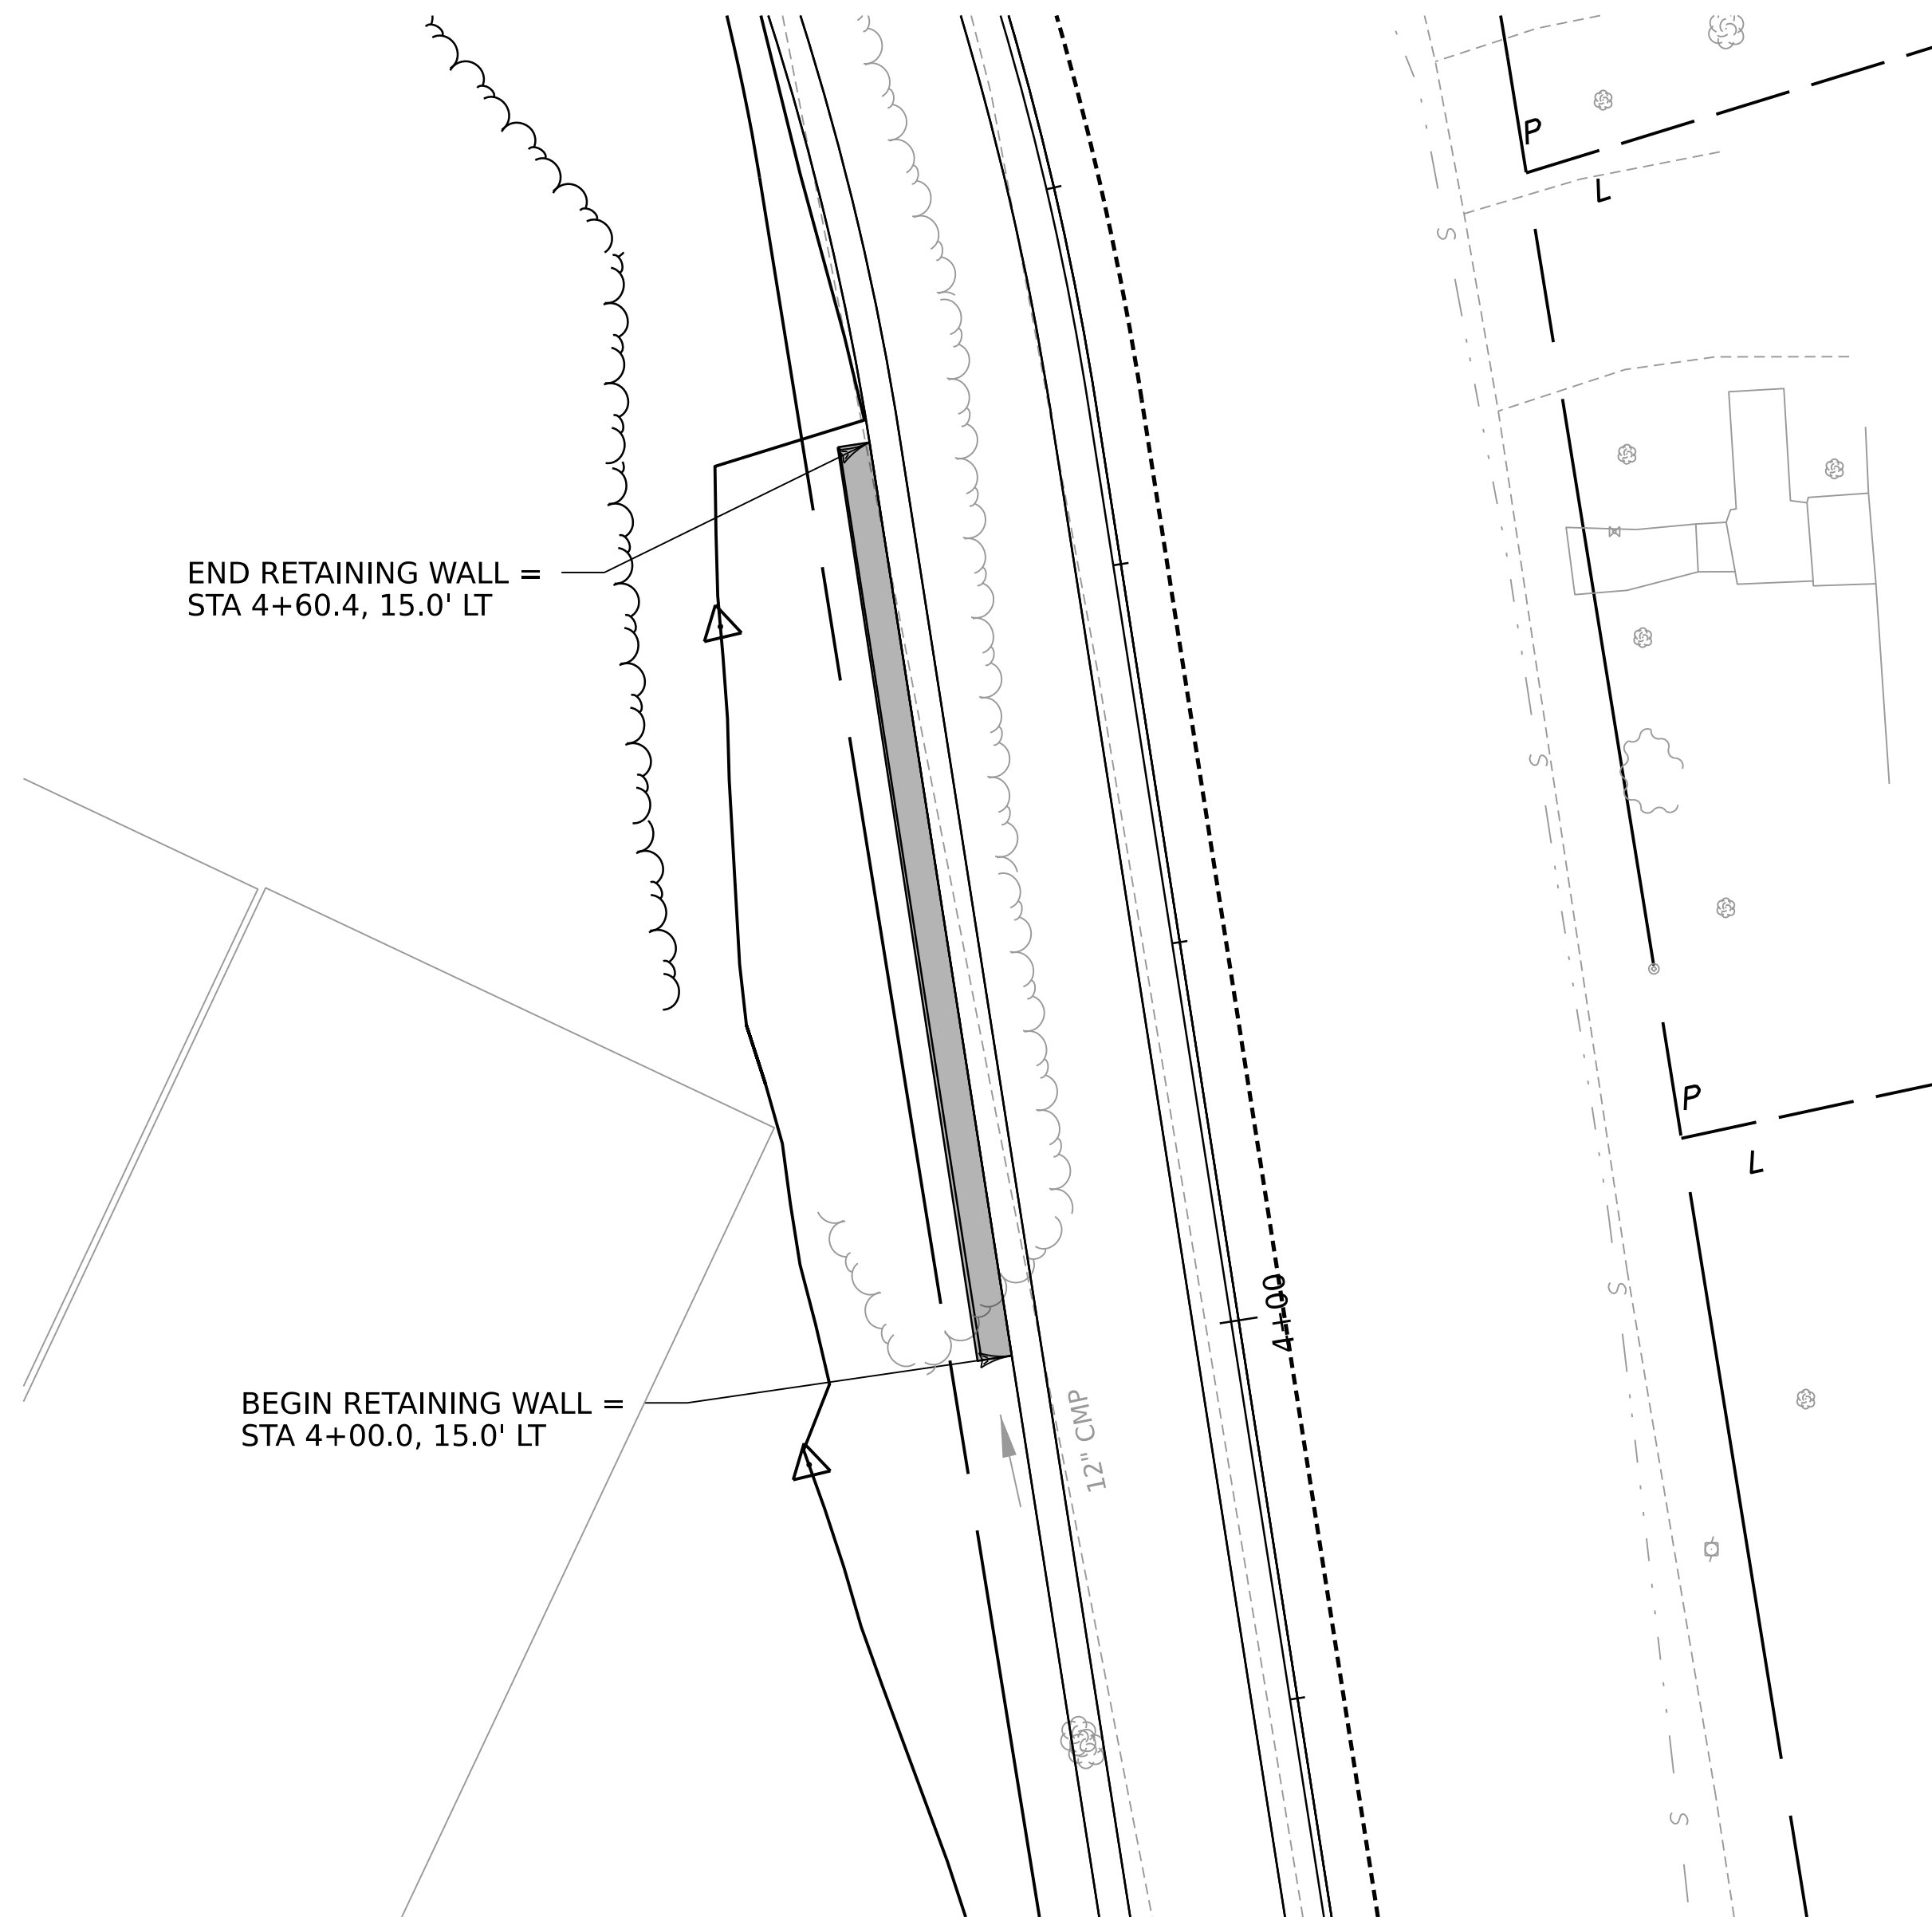 P
L
S
END RETAINING WALL =
STA 4+60.4, 15.0' LT
S
P
L
4+00
S
BEGIN RETAINING WALL =
STA 4+00.0, 15.0' LT
12" CMP
S